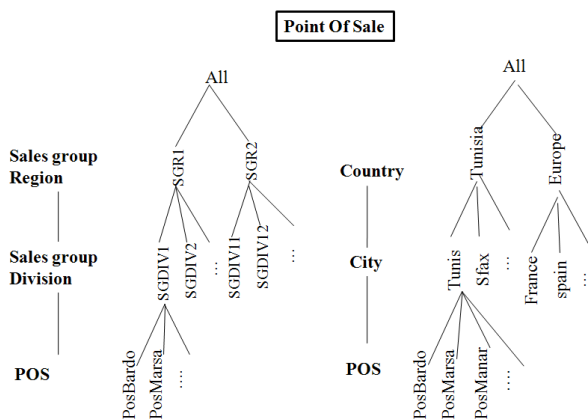 Point Of Sale
All
All
Sales group
Region
SGR1
SGR2
Country
Tunisia
Europe
Sales group
Division
SGDIV1
SGDIV2
...
SGDIV11
SGDIV12
...
City
Tunis
Sfax
...
France
spain
...
POS
PosBardo
PosMarsa
....
POS
PosBardo
PosMarsa
PosManar
...